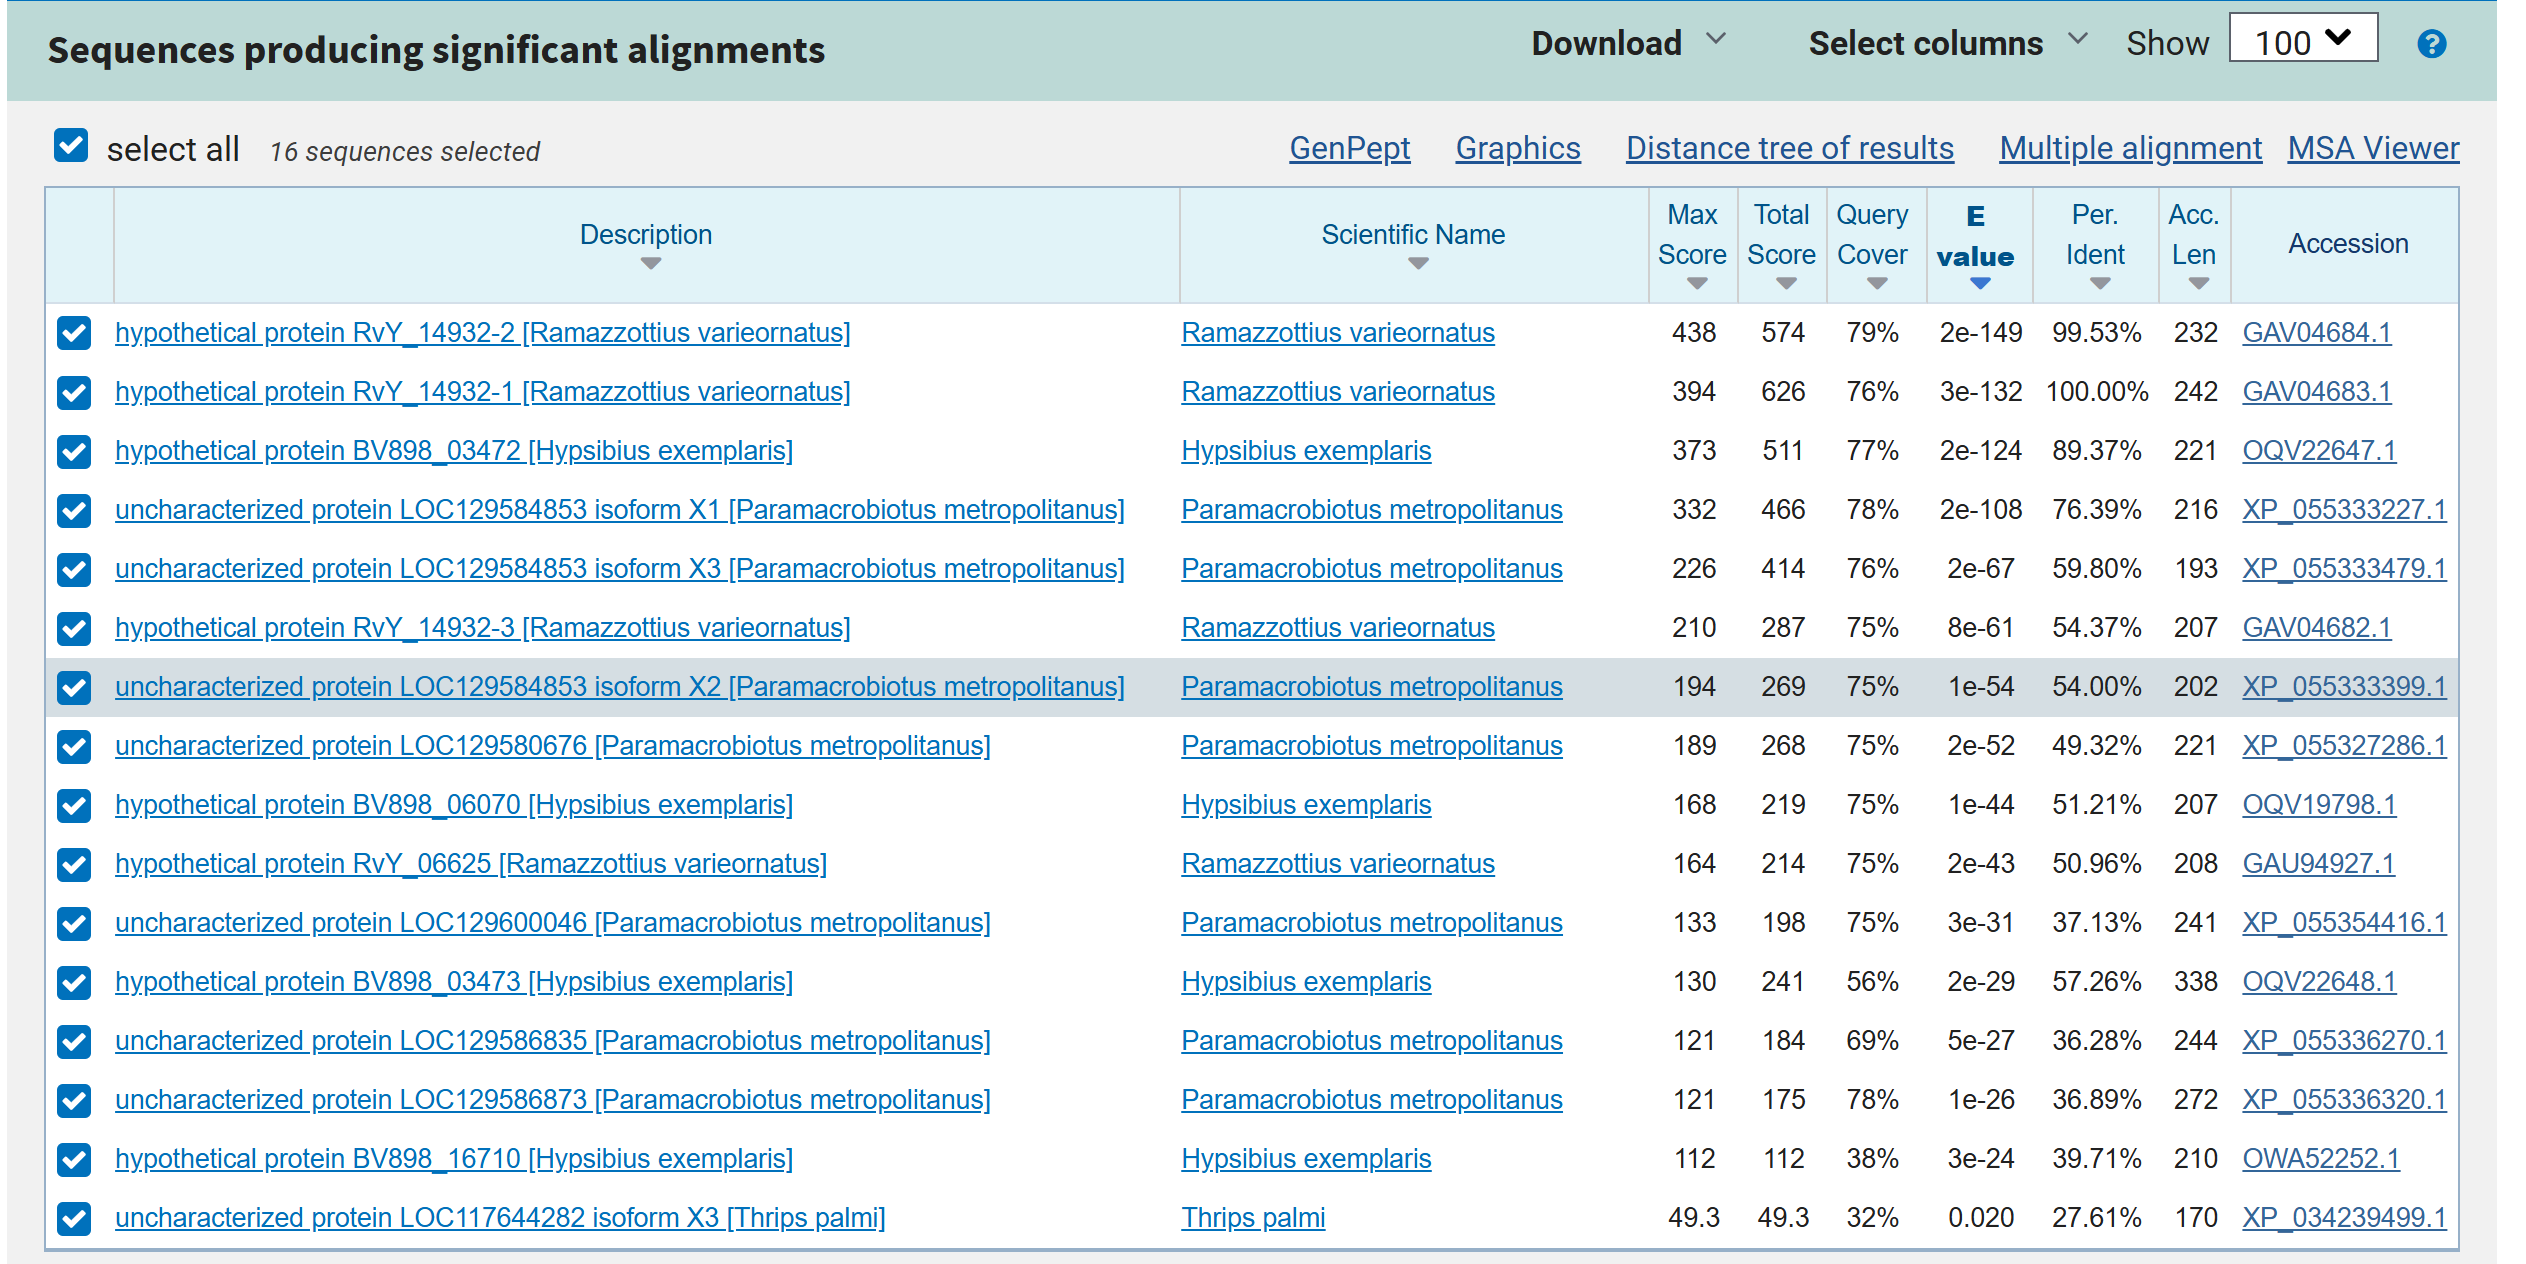 Sequences producing significant alignments Download Select columns Show 100 ?
select all 16 sequences selected GenPept Graphics Distance tree of results Multiple alignment MSA Viewer
Description Scientific Name Max Score Total Score Query Cover E value Per. Ident Acc. Len Accession
hypothetical protein RvY_14932-2 [Ramazzottius varieornatus] Ramazzottius varieornatus 438 574 79% 2e-149 99.53% 232 GAV04684.1
hypothetical protein RvY_14932-1 [Ramazzottius varieornatus] Ramazzottius varieornatus 394 626 76% 3e-132 100.00% 242 GAV04683.1
hypothetical protein BV898_03472 [Hypsibius exemplaris] Hypsibius exemplaris 373 511 77% 2e-124 89.37% 221 OQV22647.1
uncharacterized protein LOC129584853 isoform X1 [Paramacrobiotus metropolitanus] Paramacrobiotus metropolitanus 332 466 78% 2e-108 76.39% 216 XP_055333227.1
uncharacterized protein LOC129584853 isoform X3 [Paramacrobiotus metropolitanus] Paramacrobiotus metropolitanus 226 414 76% 2e-67 59.80% 193 XP_055333479.1
hypothetical protein RvY_14932-3 [Ramazzottius varieornatus] Ramazzottius varieornatus 210 287 75% 8e-61 54.37% 207 GAV04682.1
uncharacterized protein LOC129584853 isoform X2 [Paramacrobiotus metropolitanus] Paramacrobiotus metropolitanus 194 269 75% 1e-54 54.00% 202 XP_055333399.1
uncharacterized protein LOC129580676 [Paramacrobiotus metropolitanus] Paramacrobiotus metropolitanus 189 268 75% 2e-52 49.32% 221 XP_055327286.1
hypothetical protein BV898_06070 [Hypsibius exemplaris] Hypsibius exemplaris 168 219 75% 1e-44 51.21% 207 OQV19798.1
hypothetical protein RvY_06625 [Ramazzottius varieornatus] Ramazzottius varieornatus 164 214 75% 2e-43 50.96% 208 GAU94927.1
uncharacterized protein LOC129600046 [Paramacrobiotus metropolitanus] Paramacrobiotus metropolitanus 133 198 75% 3e-31 37.13% 241 XP_055354416.1
hypothetical protein BV898_03473 [Hypsibius exemplaris] Hypsibius exemplaris 130 241 56% 2e-29 57.26% 338 OQV22648.1
uncharacterized protein LOC129586835 [Paramacrobiotus metropolitanus] Paramacrobiotus metropolitanus 121 184 69% 5e-27 36.28% 244 XP_055336270.1
uncharacterized protein LOC129586873 [Paramacrobiotus metropolitanus] Paramacrobiotus metropolitanus 121 175 78% 1e-26 36.89% 272 XP_055336320.1
hypothetical protein BV898_16710 [Hypsibius exemplaris] Hypsibius exemplaris 112 112 38% 3e-24 39.71% 210 OWA52252.1
uncharacterized protein LOC117644282 isoform X3 [Thrips palmi] Thrips palmi 49.3 49.3 32% 0.020 27.61% 170 XP_034239499.1